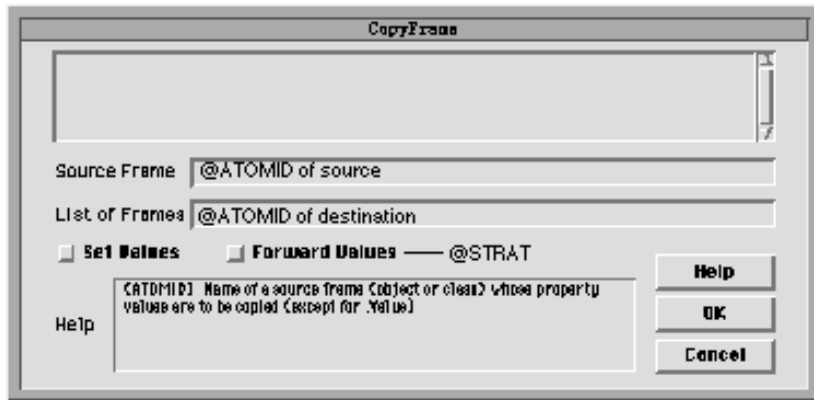 CopyFrame
Source Frame @ATOMID of source
List of Frames @ATOMID of destination
Set Values Forward Values @STRAT
Help
(ATOMID) Name of a source frame (object or class) whose property
values are to be copied (except for .Value)
Help
OK
Cancel